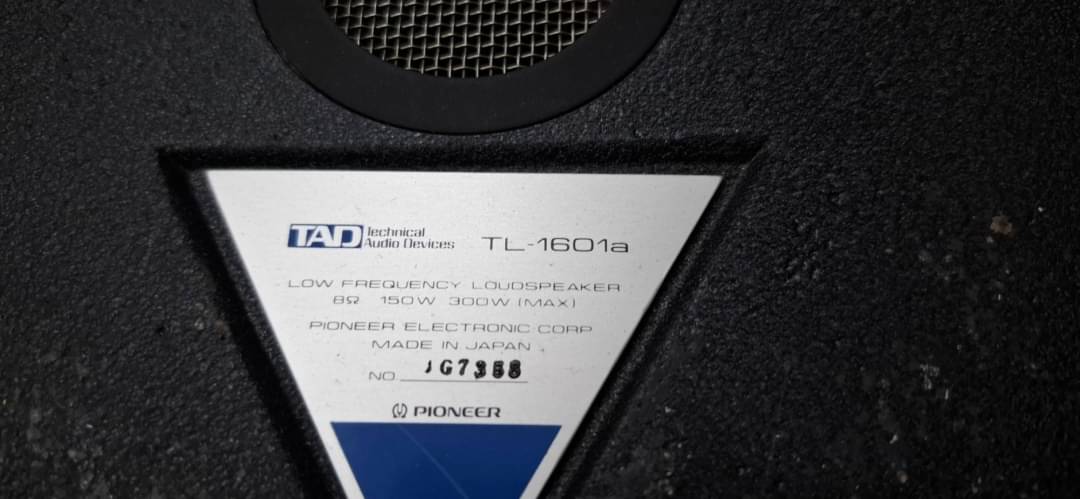 TAD Technical Audio Devices TL-1601a
LOW FREQUENCY LOUDSPEAKER
8Ω 150W 300W (MAX)
PIONEER ELECTRONIC CORP
MADE IN JAPAN
NO. JG7358
PIONEER